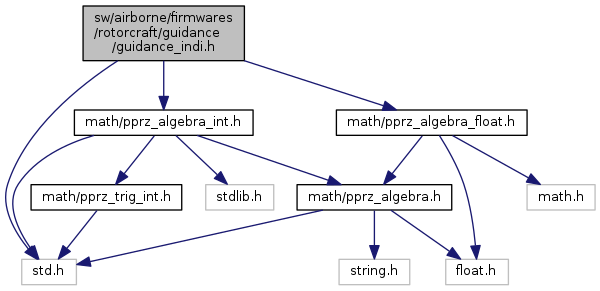 sw/airborne/firmwares
/rotorcraft/guidance
/guidance_indi.h
math/pprz_algebra_int.h
math/pprz_algebra_float.h
math/pprz_trig_int.h
stdlib.h
math/pprz_algebra.h
math.h
std.h
string.h
float.h